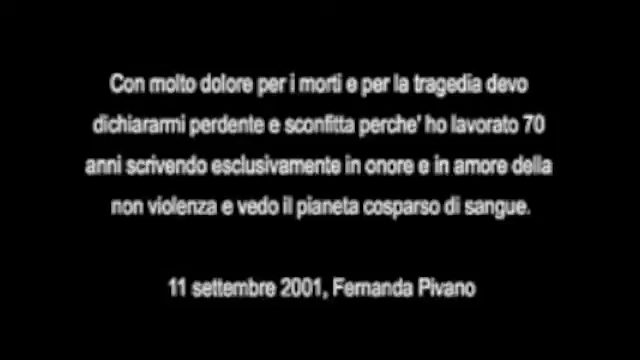 Con molto dolore per i morti e per la tragedia devo
dichiararmi perdente e sconfitta perche' ho lavorato 70
anni scrivendo esclusivamente in onore e in amore della
non violenza e vedo il pianeta cosparso di sangue.
11 settembre 2001, Fernanda Pivano